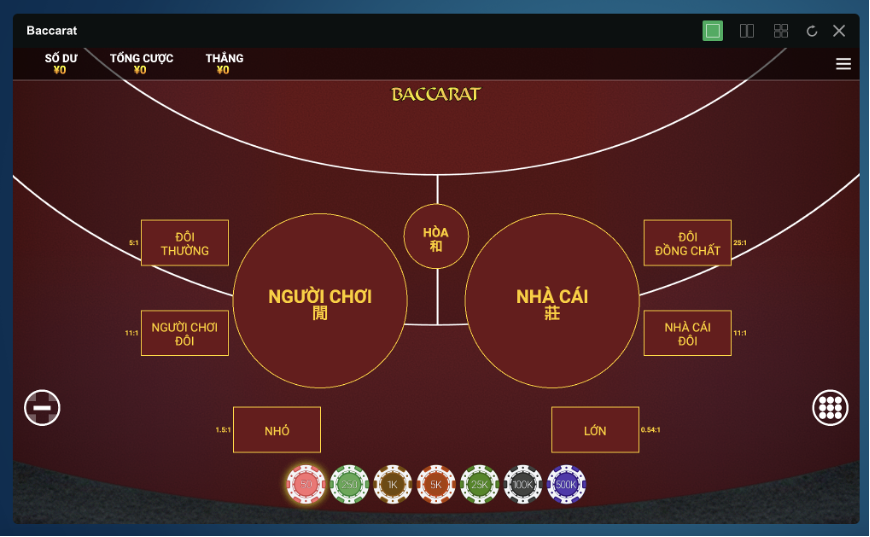 Baccarat
SỐ DƯ
¥0
TỔNG CƯỢC
¥0
THẮNG
¥0
BACCARAT
HÒA
和
5:1
ĐÔI
THƯỜNG
ĐÔI
ĐỒNG CHẤT
25:1
NGƯỜI CHƠI
閒
NHÀ CÁI
莊
11:1
NGƯỜI CHƠI
ĐÔI
NHÀ CÁI
ĐÔI
11:1
1.5:1
NHỎ
LỚN
0.54:1
50
250
1K
5K
25K
100K
500K